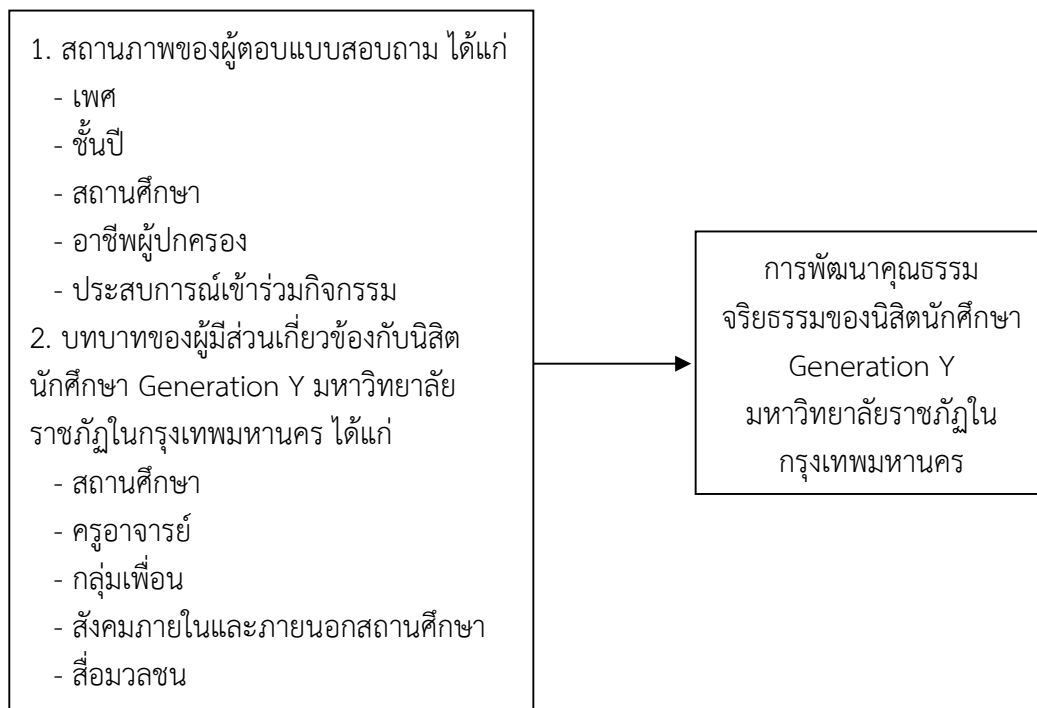 1. สถานภาพของผู้ตอบแบบสอบถาม ได้แก่
- เพศ
- ชั้นปี
- สถานศึกษา
- อาชีพผู้ปกครอง
- ประสบการณ์เข้าร่วมกิจกรรม
2. บทบาทของผู้มีส่วนเกี่ยวข้องกับนิสิต
นักศึกษา Generation Y มหาวิทยาลัย
ราชภัฏในกรุงเทพมหานคร ได้แก่
- สถานศึกษา
- ครูอาจารย์
- กลุ่มเพื่อน
- สังคมภายในและภายนอกสถานศึกษา
- สื่อมวลชน
การพัฒนาคุณธรรม
จริยธรรมของนิสิตนักศึกษา
Generation Y
มหาวิทยาลัยราชภัฏใน
กรุงเทพมหานคร